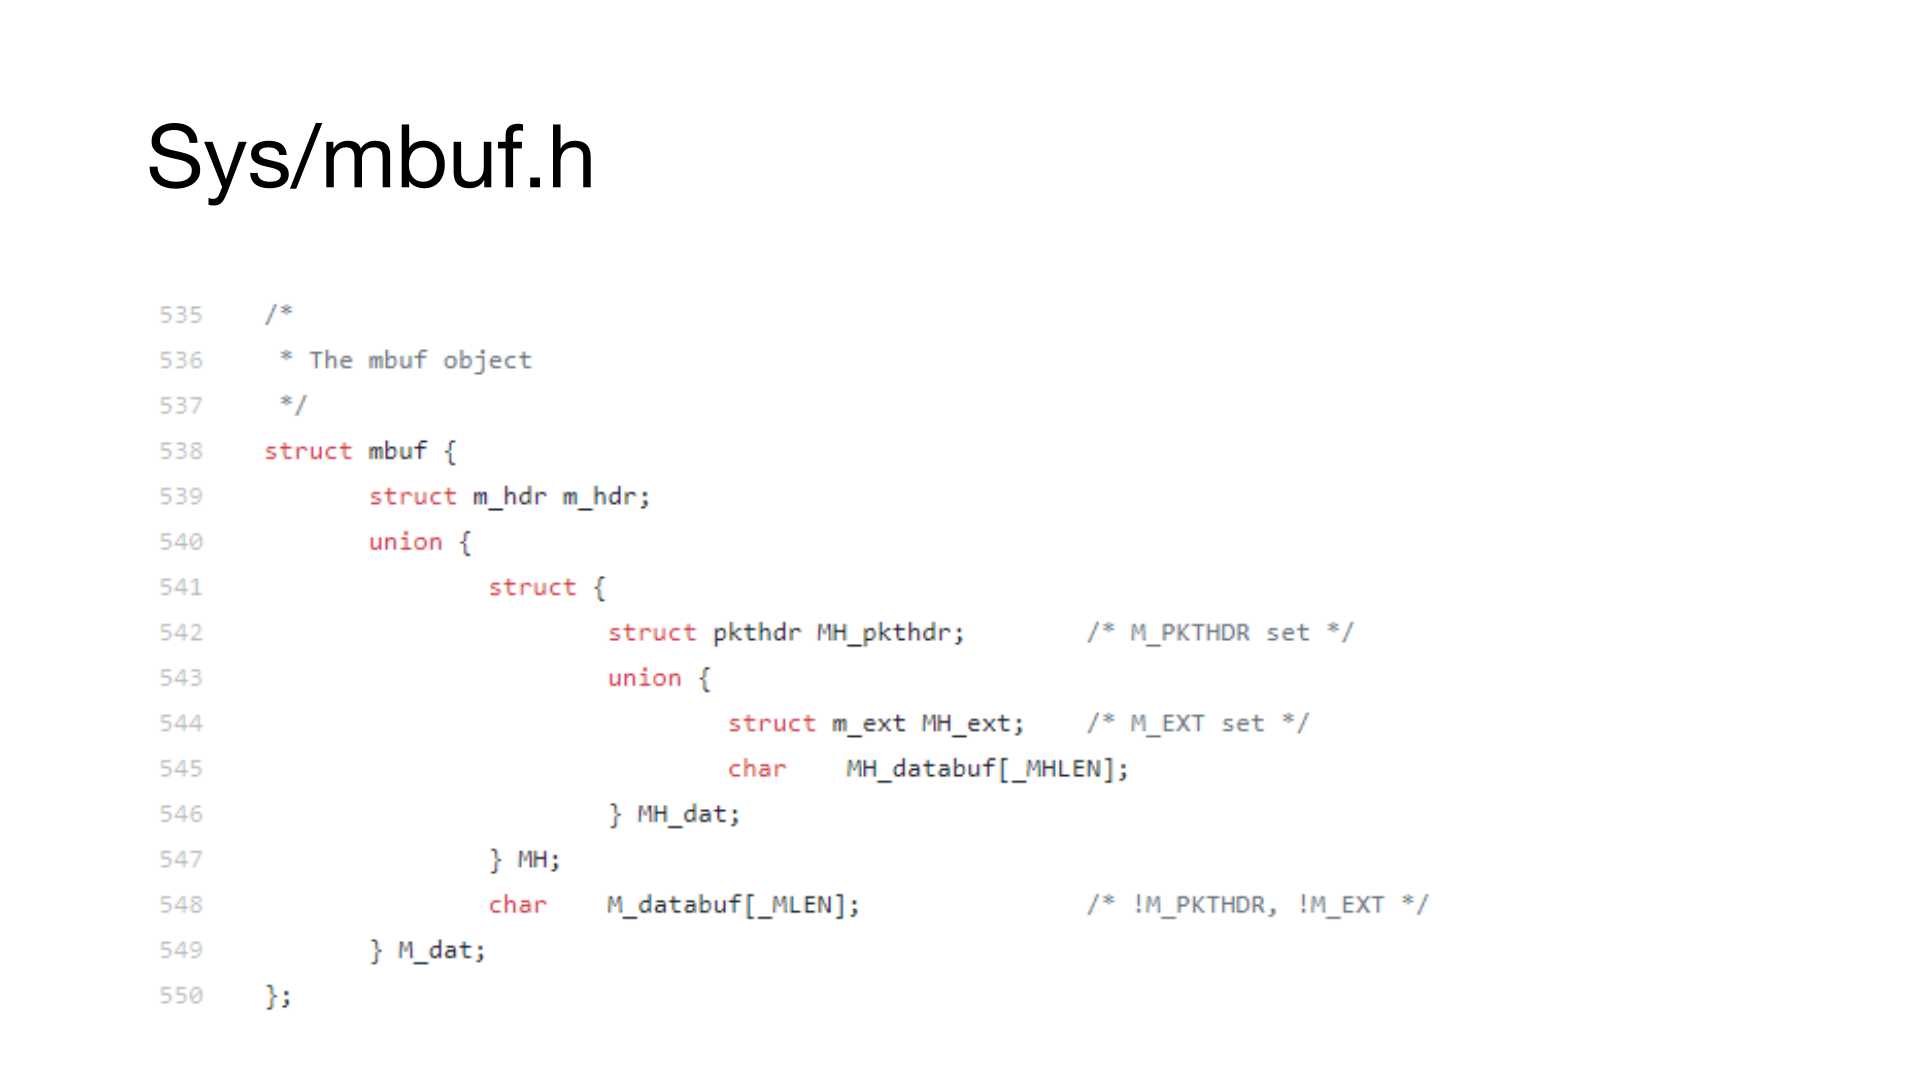 Sys/mbuf.h
535 /*
536 * The mbuf object
537 */
538 struct mbuf {
539 struct m_hdr m_hdr;
540 union {
541 struct {
542 struct pkthdr MH_pkthdr; /* M_PKTHDR set */
543 union {
544 struct m_ext MH_ext; /* M_EXT set */
545 char MH_databuf[_MHLEN];
546 } MH_dat;
547 } MH;
548 char M_databuf[_MLEN]; /* !M_PKTHDR, !M_EXT */
549 } M_dat;
550 };